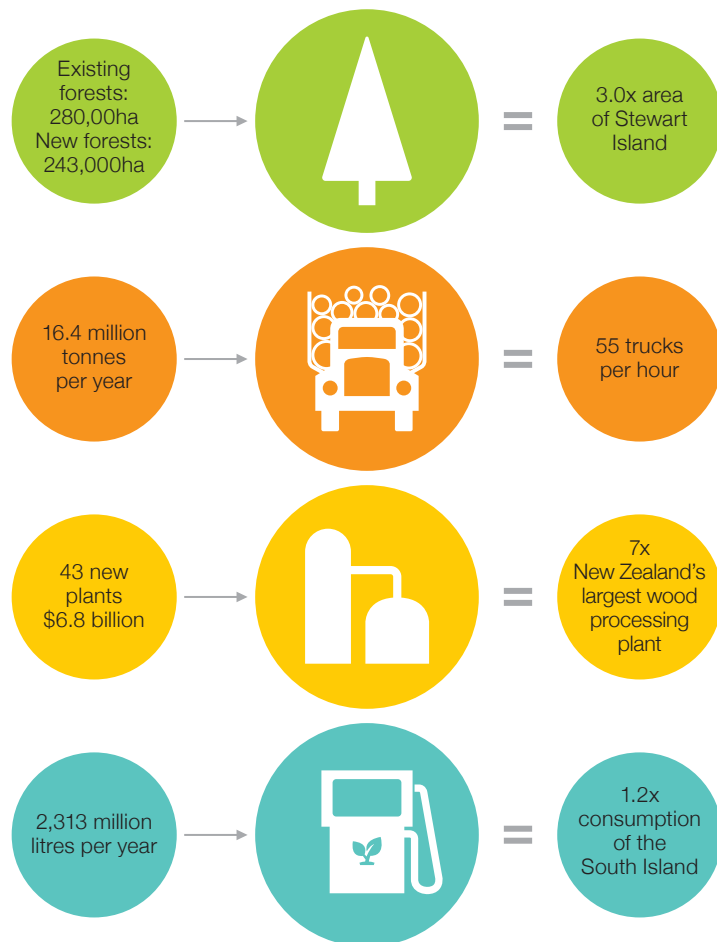 Existing
forests:
280,00ha
New forests:
243,000ha
=
3.0x area
of Stewart
Island
16.4 million
tonnes
per year
=
55 trucks
per hour
43 new
plants
$6.8 billion
=
7x
New Zealand’s
largest wood
processing
plant
2,313 million
litres per year
=
1.2x
consumption
of the
South Island